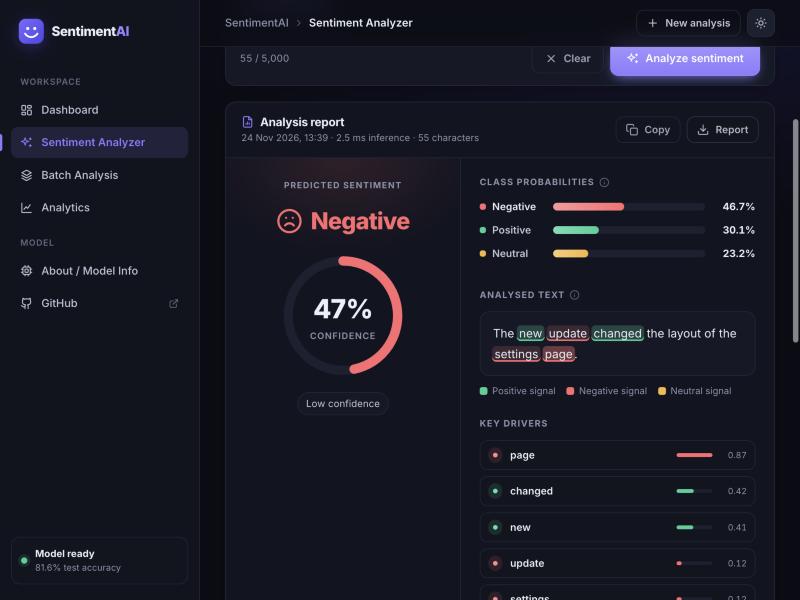 SentimentAI
WORKSPACE
Dashboard
Sentiment Analyzer
Batch Analysis
Analytics
MODEL
About / Model Info
GitHub
Model ready
81.6% test accuracy
SentimentAI > Sentiment Analyzer
New analysis
55 / 5,000
Clear
Analyze sentiment
Analysis report
24 Nov 2026, 13:39 · 2.5 ms inference · 55 characters
Copy
Report
PREDICTED SENTIMENT
Negative
47%
CONFIDENCE
Low confidence
CLASS PROBABILITIES
Negative 46.7%
Positive 30.1%
Neutral 23.2%
ANALYSED TEXT
The new update changed the layout of the
settings page.
Positive signal Negative signal Neutral signal
KEY DRIVERS
page 0.87
changed 0.42
new 0.41
update 0.12
settings 0.12